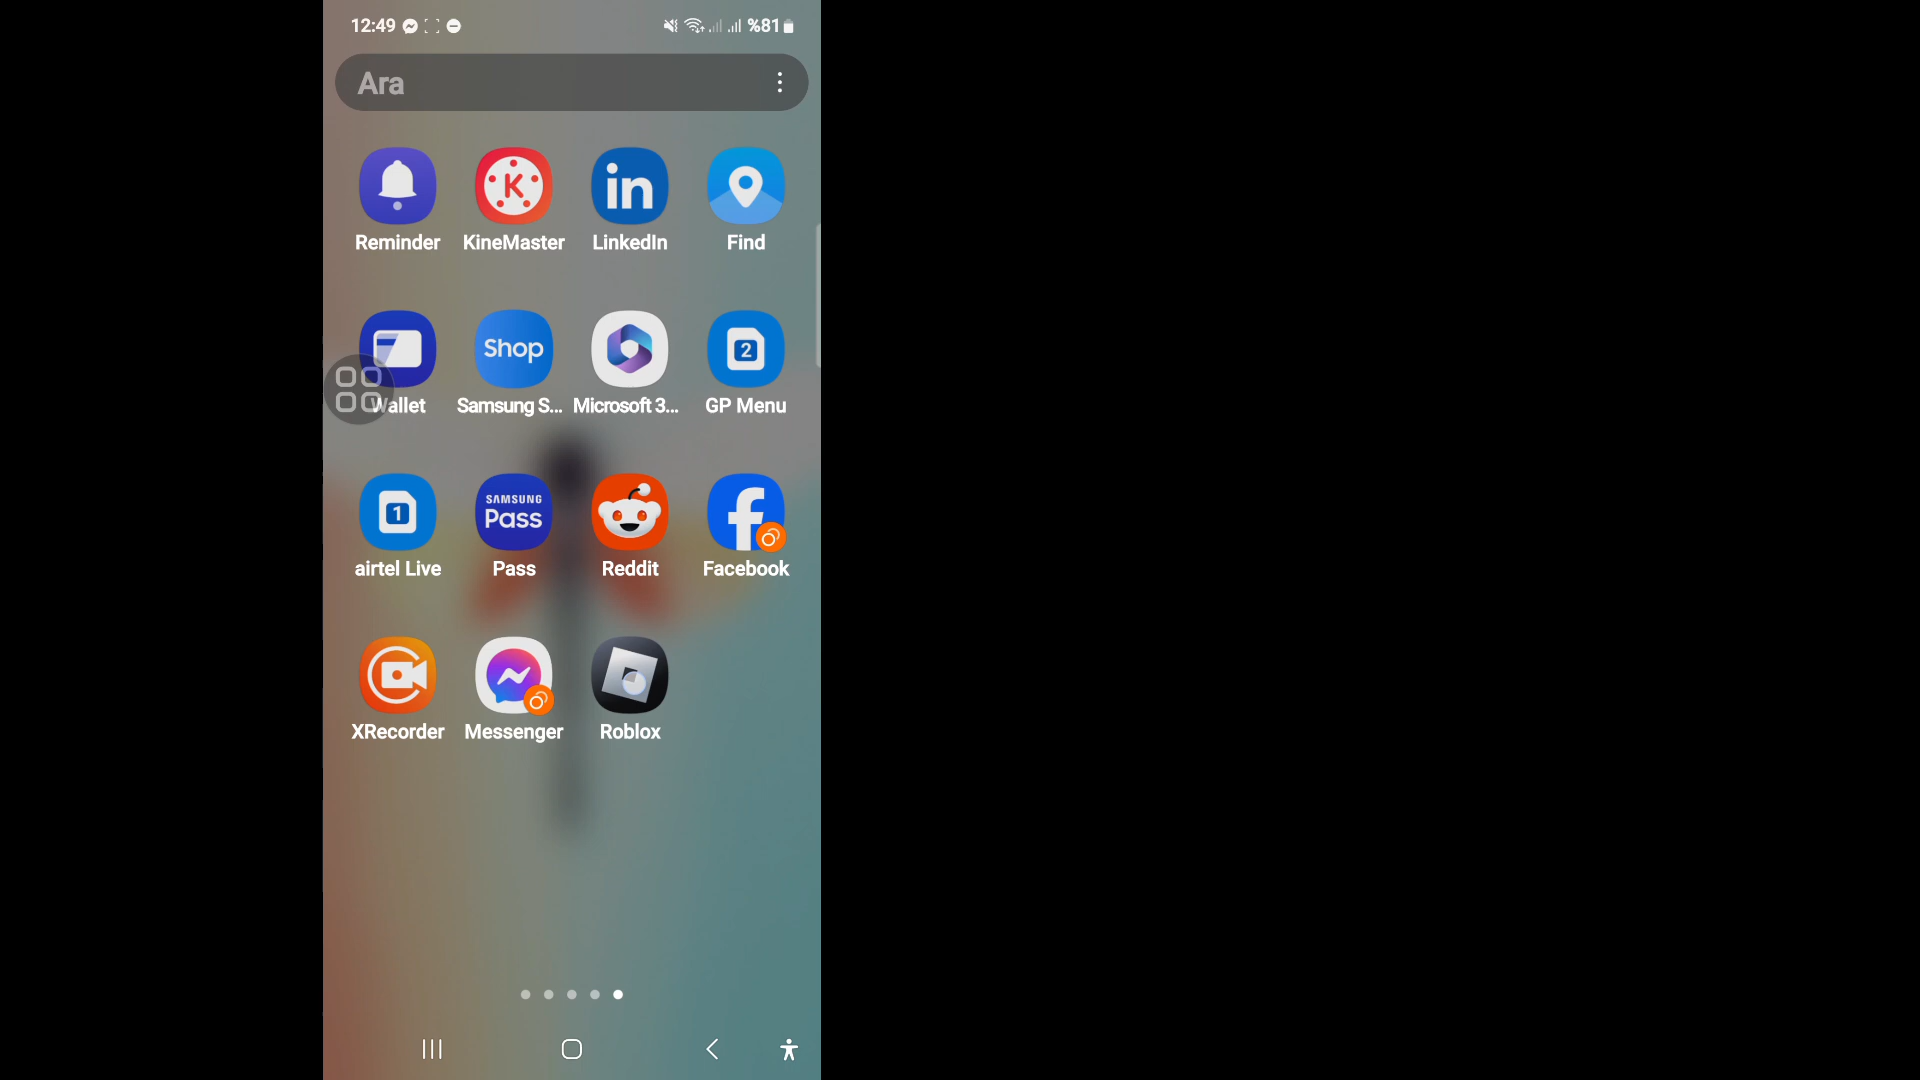 12:49 %81
Ara
Reminder KineMaster LinkedIn Find
Shop 2
Wallet Samsung S... Microsoft 3... GP Menu
1 SAMSUNG Pass
airtel Live Pass Reddit Facebook
XRecorder Messenger Roblox